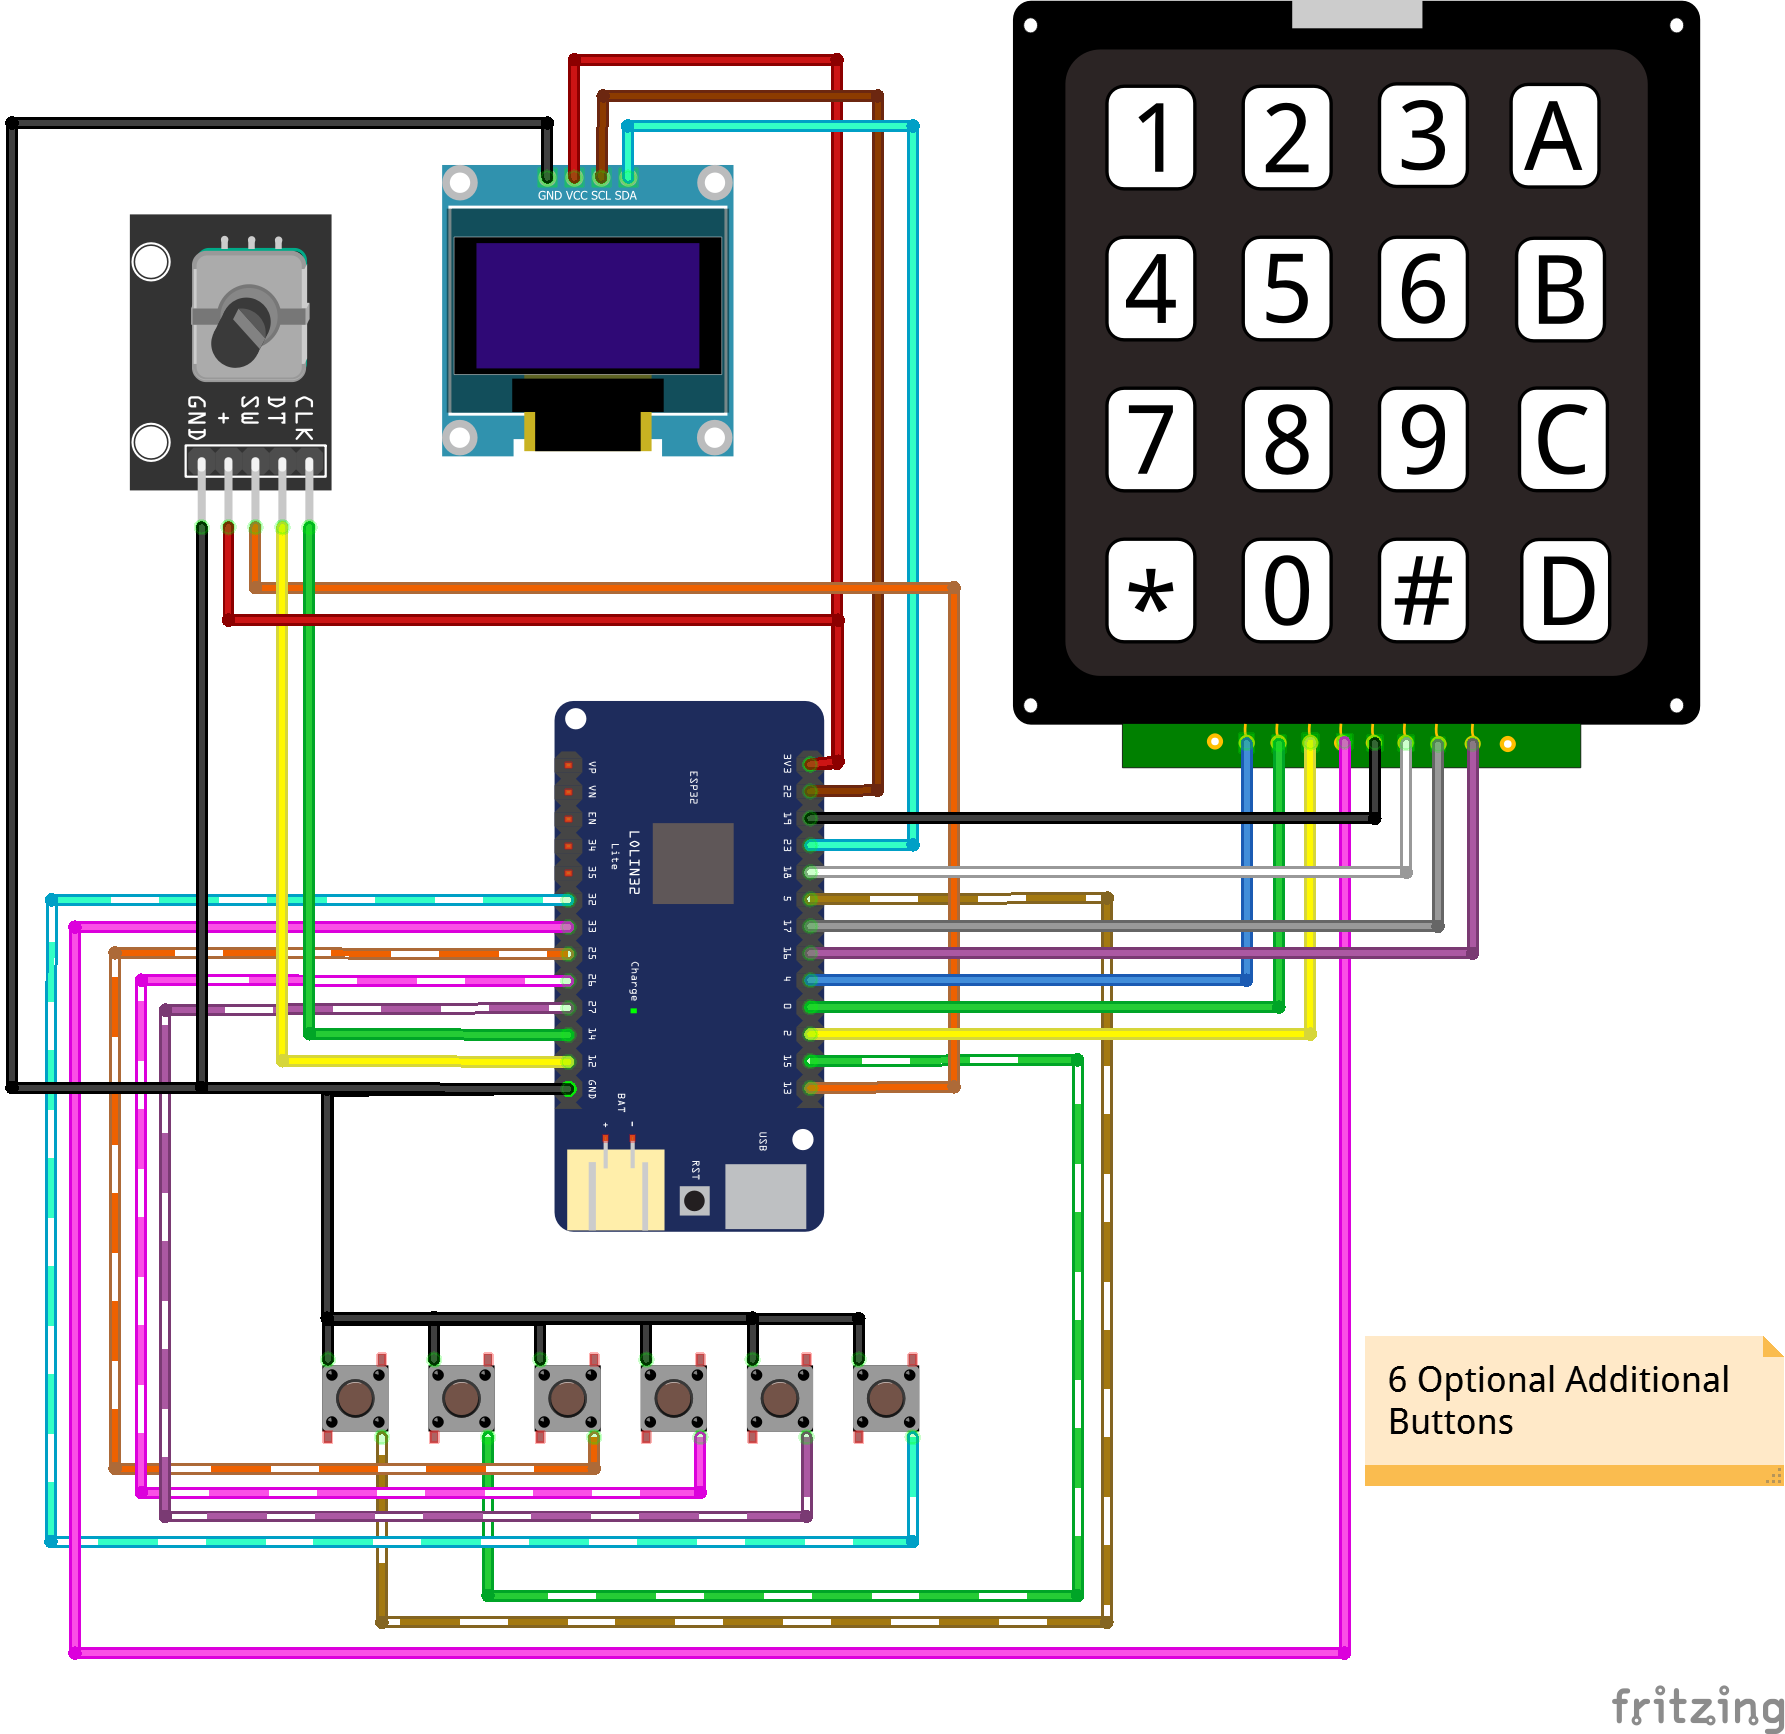 GND VCC SCL SDA
GND
+
SW
DT
CLK
1 2 3 A
4 5 6 B
7 8 9 C
* 0 # D
VP
VN
EN
34
35
32
33
25
26
27
14
12
GND
ESP32
LOLIN32
Lite
Charge
3V3
22
19
23
18
5
17
16
4
0
2
15
13
BAT
+ -
RST
USB
6 Optional Additional
Buttons
fritzing